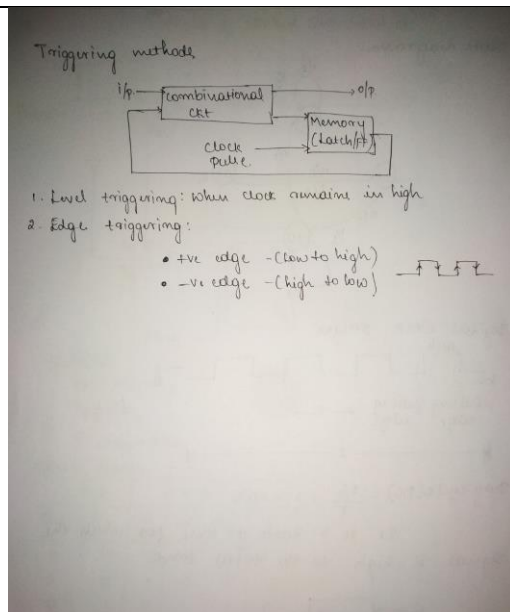 Triggering methods
i/p. combinational o/p
ckt Memory
(Latch/ff)
clock
pulse
1. Level triggering: when clock remains in high
2. Edge triggering:
• +ve edge - (Low to high)
• -ve edge - (high to low)